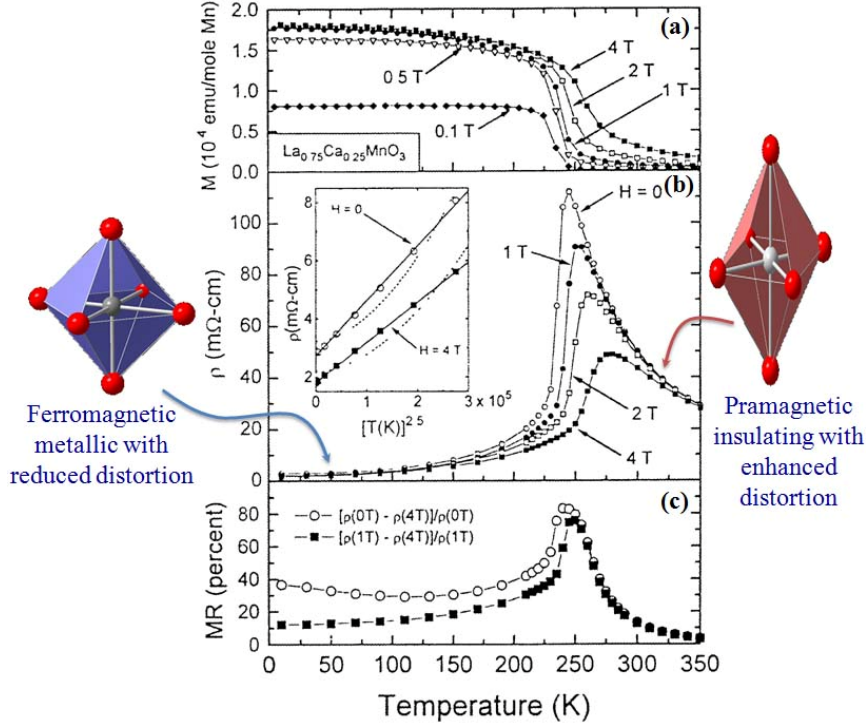 (a)
M (10⁴ emu/mole Mn)
2.0
1.5
1.0
0.5
0.0
4 T
2 T
1 T
0 5 T
0.1 T
La₀.₇₅Ca₀.₂₅MnO₃
(b)
ρ (mΩ-cm)
100
80
60
40
20
0
H = 0
1 T
2 T
4 T
ρ(mΩ-cm)
8
6
4
2
H = 0
H = 4 T
0
1
2
3 x 10⁵
[T(K)]² ⁵
Ferromagnetic
metallic with
reduced distortion
Pramagnetic
insulating with
enhanced
distortion
(c)
[ρ(0T) - ρ(4T)]/ρ(0T)
[ρ(1T) - ρ(4T)]/ρ(1T)
MR (percent)
80
60
40
20
0
0 50 100 150 200 250 300 350
Temperature (K)